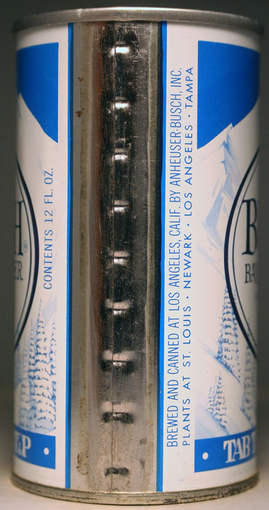 CONTENTS 12 FL. OZ.
BREWED AND CANNED AT LOS ANGELES, CALIF. BY ANHEUSER-BUSCH, INC.
PLANTS AT ST. LOUIS · NEWARK · LOS ANGELES · TAMPA
TAB